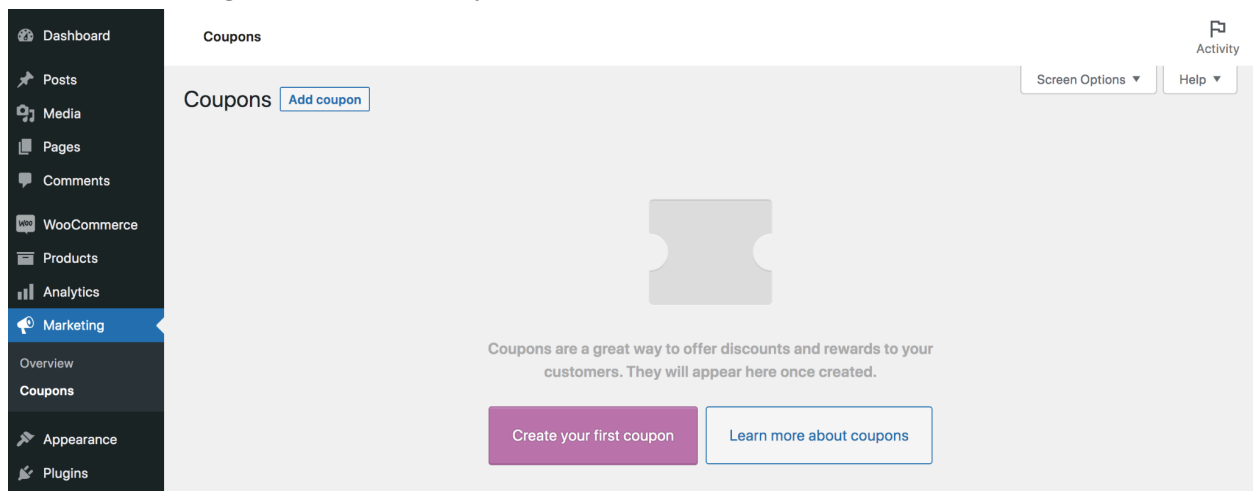 Dashboard
Posts
Media
Pages
Comments
Woo WooCommerce
Products
Analytics
Marketing
Overview
Coupons
Appearance
Plugins
Coupons
Activity
Screen Options ▼
Help ▼
Coupons Add coupon
Coupons are a great way to offer discounts and rewards to your
customers. They will appear here once created.
Create your first coupon
Learn more about coupons